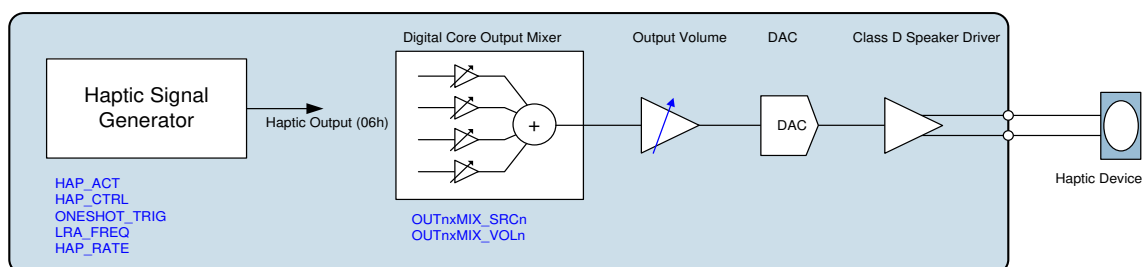 Digital Core Output Mixer
Output Volume
DAC
Class D Speaker Driver
Haptic Signal
Generator
Haptic Output (06h)
+
DAC
Haptic Device
HAP_ACT
HAP_CTRL
ONESHOT_TRIG
LRA_FREQ
HAP_RATE
OUTnxMIX_SRCn
OUTnxMIX_VOLn